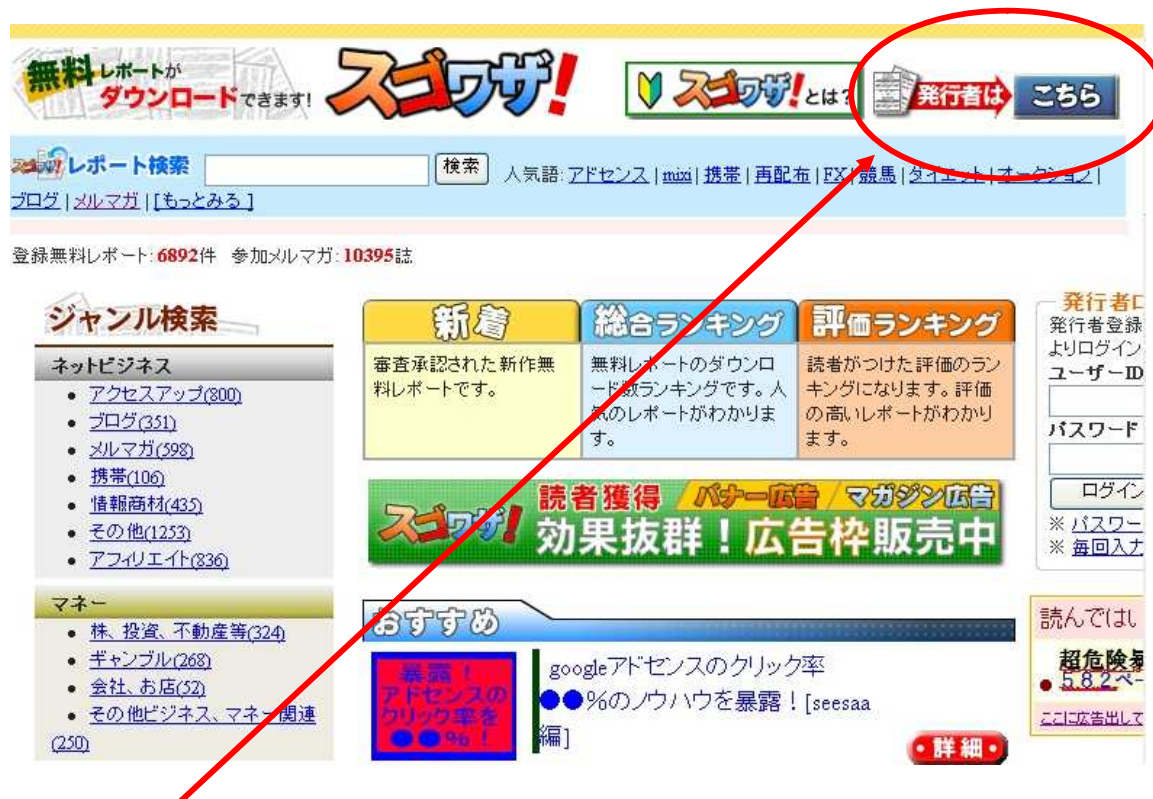 無料レポートが
ダウンロードできます!
スゴワザ!
スゴワザ!とは?
発行者は
こちら
スゴワザ!レポート検索
検索
人気語: アドセンス | mixi | 携帯 | 再配布 | FX | 競馬 | ダイエット | オークション |
ブログ | メルマガ | [もっとみる ]
登録無料レポート: 6892件 参加メルマガ: 10395誌
ジャンル検索
ネットビジネス
アクセスアップ(800)
ブログ(351)
メルマガ(598)
携帯(106)
情報商材(435)
その他(1253)
アフィリエイト(836)
マネー
株、投資、不動産等(324)
ギャンブル(268)
会社、お店(52)
その他ビジネス、マネー関連
(250)
新着
審査承認された新作無
料レポートです。
総合ランキング
無料レポートのダウンロ
ード数ランキングです。人
気のレポートがわかりま
す。
評価ランキング
読者がつけた評価のラン
キングになります。評価
の高いレポートがわかり
ます。
スゴワザ!
読者獲得 バナー広告 / マガジン広告
効果抜群!広告枠販売中
おすすめ
暴露!
アドセンスの
クリック率を
●●%!
googleアドセンスのクリック率
●●%のノウハウを暴露! [seesaa
編]
・詳細・
発行者ロ
発行者登録
よりログイン
ユーザーID
パスワード
ログイン
※ パスワー
※ 毎回入力
読んではい
超危険暴
582ペー
ここに広告出して